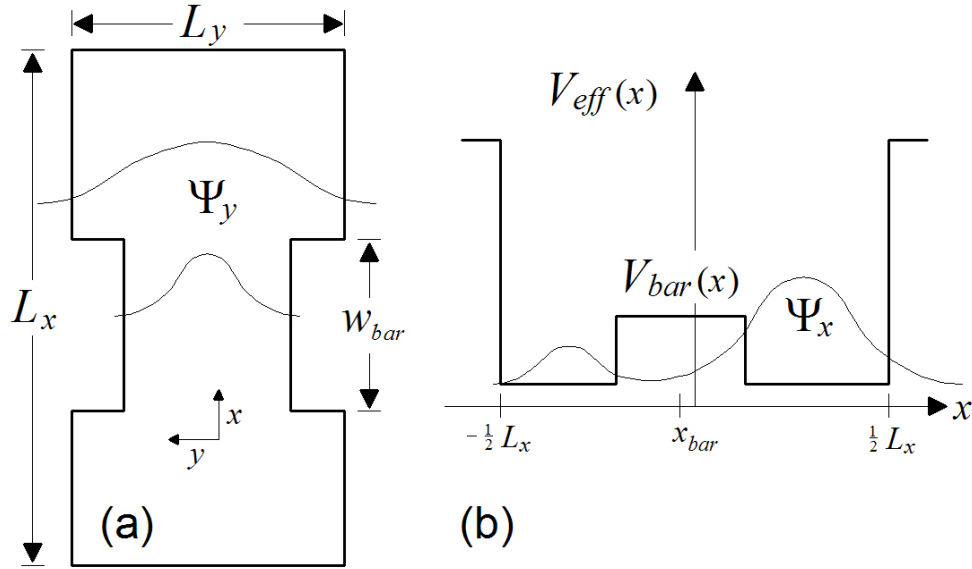 L_y
Ψ_y
L_x
w_bar
x
y
(a)
V_eff(x)
V_bar(x)
Ψ_x
x
-½ L_x
x_bar
½ L_x
(b)